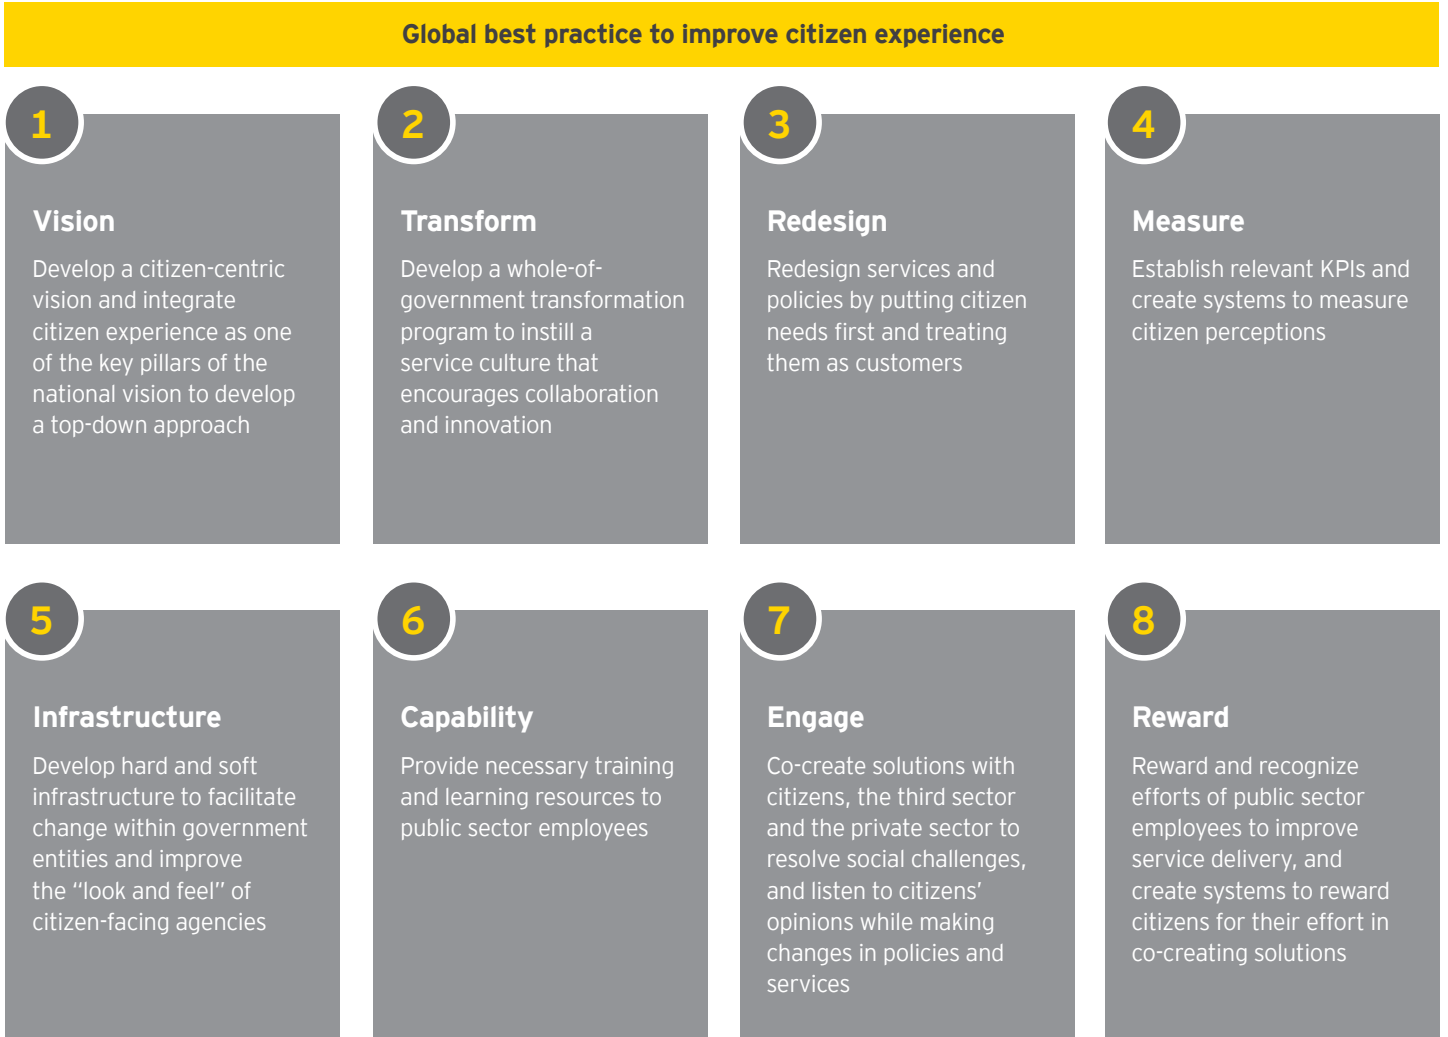 Global best practice to improve citizen experience
1
Vision
Develop a citizen-centric
vision and integrate
citizen experience as one
of the key pillars of the
national vision to develop
a top-down approach
2
Transform
Develop a whole-of-
government transformation
program to instill a
service culture that
encourages collaboration
and innovation
3
Redesign
Redesign services and
policies by putting citizen
needs first and treating
them as customers
4
Measure
Establish relevant KPIs and
create systems to measure
citizen perceptions
5
Infrastructure
Develop hard and soft
infrastructure to facilitate
change within government
entities and improve
the “look and feel” of
citizen-facing agencies
6
Capability
Provide necessary training
and learning resources to
public sector employees
7
Engage
Co-create solutions with
citizens, the third sector
and the private sector to
resolve social challenges,
and listen to citizens’
opinions while making
changes in policies and
services
8
Reward
Reward and recognize
efforts of public sector
employees to improve
service delivery, and
create systems to reward
citizens for their effort in
co-creating solutions